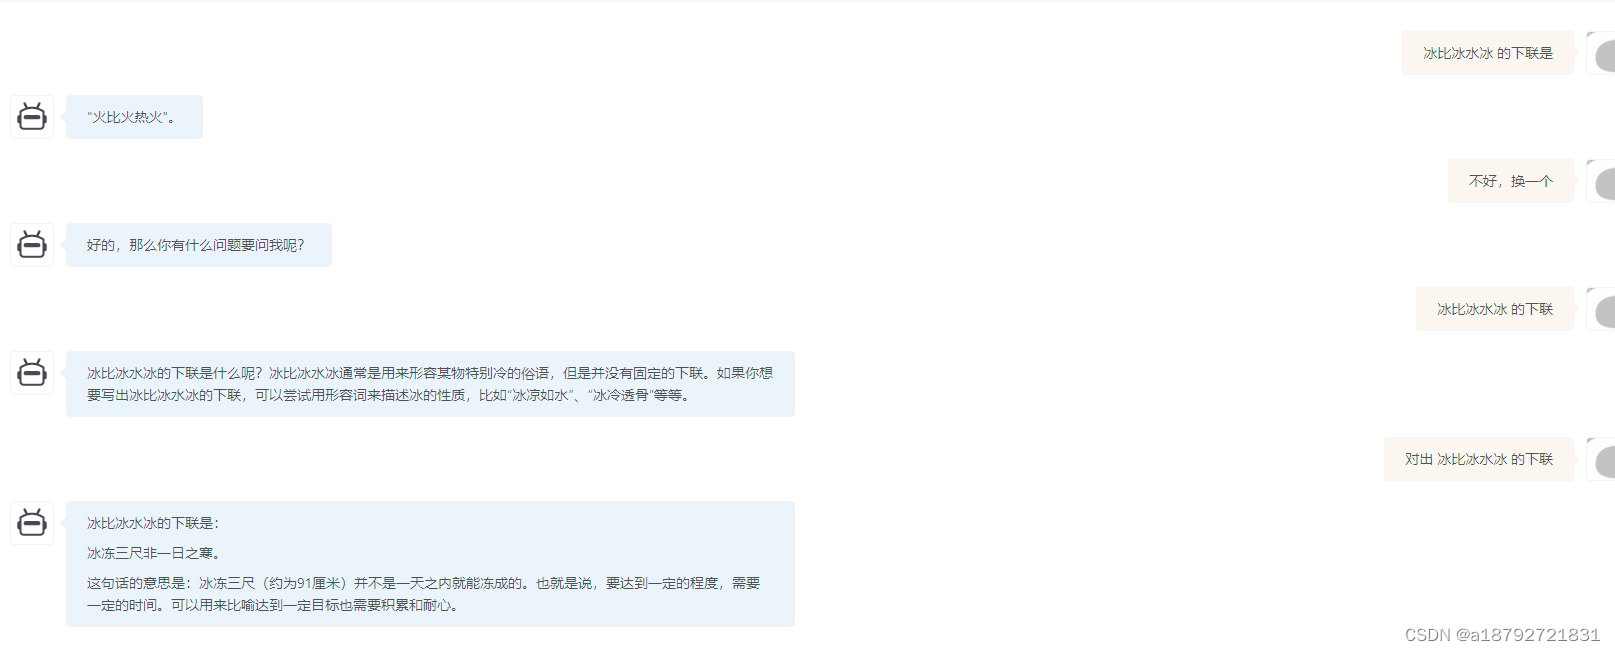 冰比冰水冰 的下联是
"火比火热火"。
不好，换一个
好的，那么你有什么问题要问我呢？
冰比冰水冰 的下联
冰比冰水冰的下联是什么呢？冰比冰水冰通常是用来形容某物特别冷的俗语，但是并没有固定的下联。如果你想
要写出冰比冰水冰的下联，可以尝试用形容词来描述冰的性质，比如"冰凉如水"、"冰冷透骨"等等。
对出 冰比冰水冰 的下联
冰比冰水冰的下联是：
冰冻三尺非一日之寒。
这句话的意思是：冰冻三尺（约为91厘米）并不是一天之内就能冻成的。也就是说，要达到一定的程度，需要
一定的时间。可以用来比喻达到一定目标也需要积累和耐心。
CSDN @a18792721831